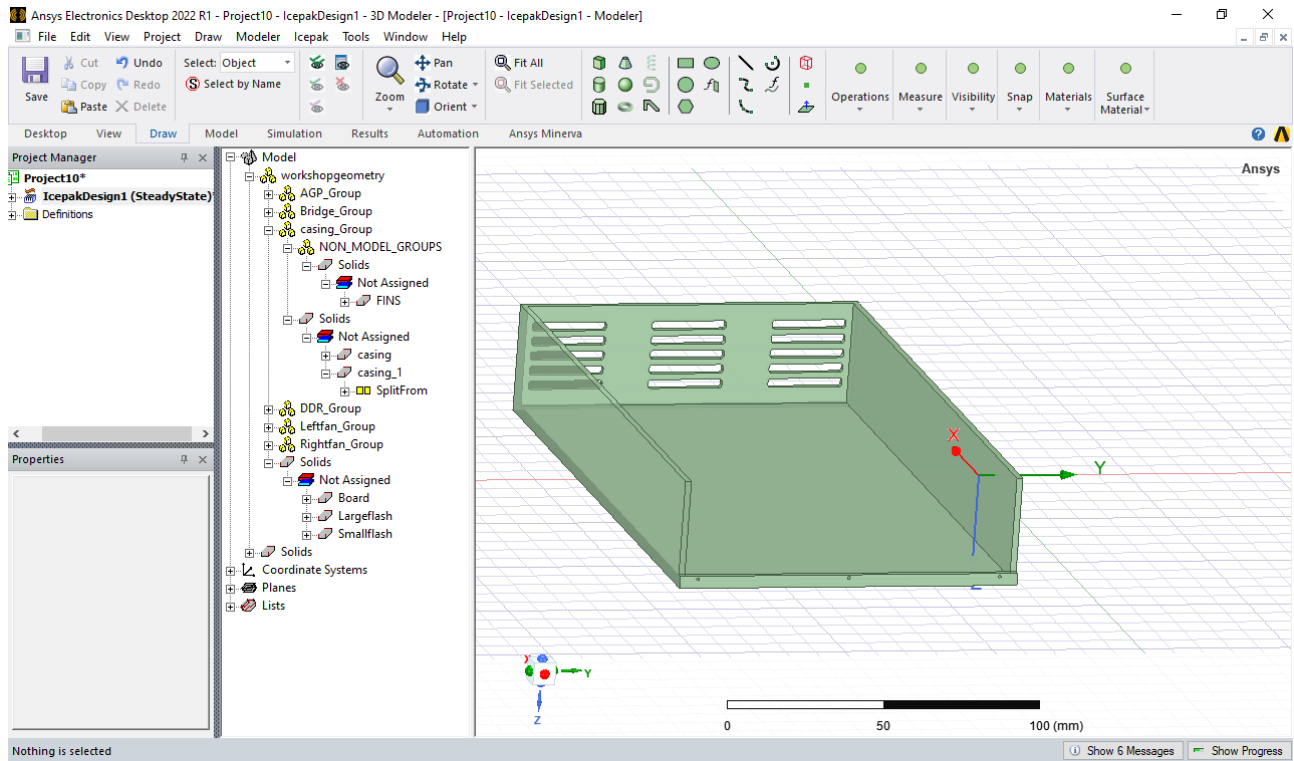 Ansys Electronics Desktop 2022 R1 - Project10 - IcepakDesign1 - 3D Modeler - [Project10 - IcepakDesign1 - Modeler]
File Edit View Project Draw Modeler Icepak Tools Window Help
Save
Cut Undo
Copy Redo
Paste Delete
Select: Object
Select by Name
Zoom
Pan
Rotate
Orient
Fit All
Fit Selected
Operations Measure Visibility Snap Materials Surface Material
Desktop View Draw Model Simulation Results Automation Ansys Minerva
Project Manager
Project10*
IcepakDesign1 (SteadyState)*
Definitions
Properties
Model
workshopgeometry
AGP_Group
Bridge_Group
casing_Group
NON_MODEL_GROUPS
Solids
Not Assigned
FINS
Solids
Not Assigned
casing
casing_1
SplitFrom
DDR_Group
Leftfan_Group
Rightfan_Group
Solids
Not Assigned
Board
Largeflash
Smallflash
Solids
Coordinate Systems
Planes
Lists
Ansys
X
Y
Z
Y
Z
0 50 100 (mm)
Nothing is selected
Show 6 Messages Show Progress